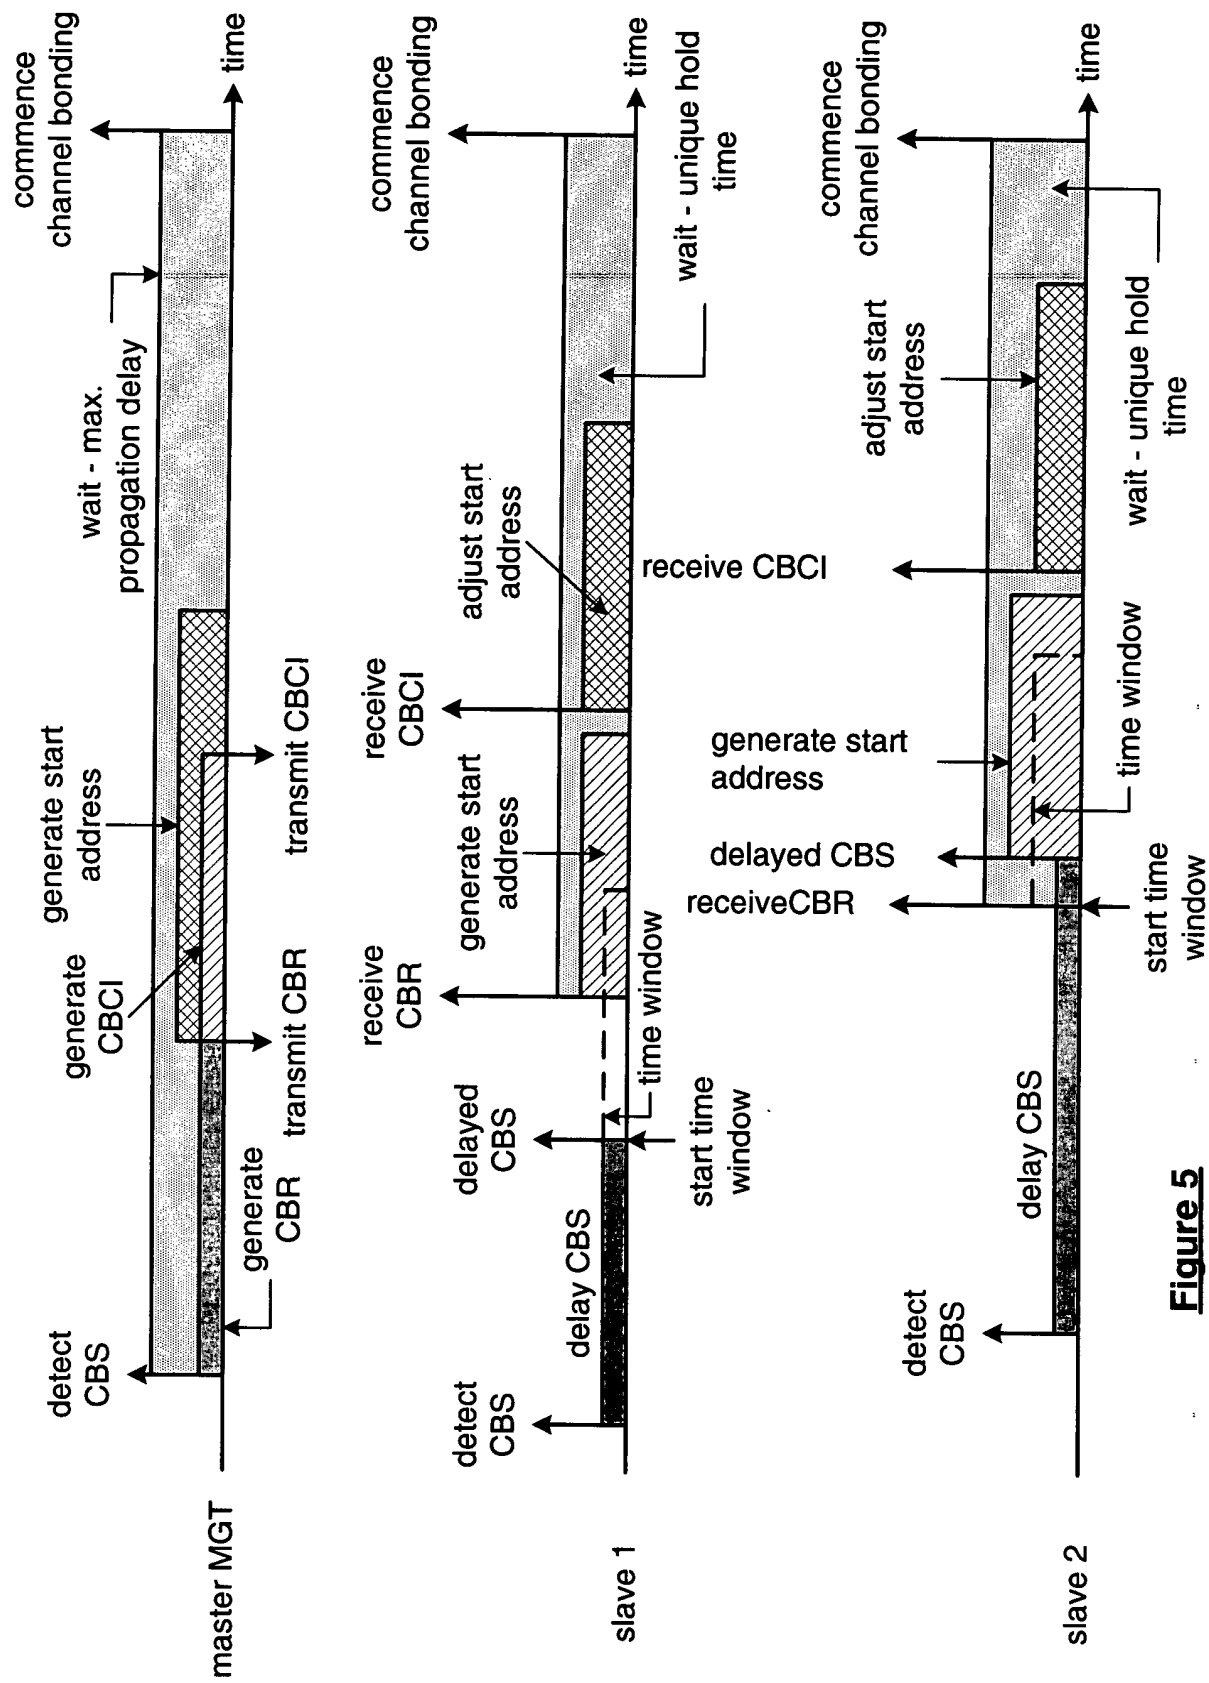 commence
channel bonding
wait - max.
propagation delay
generate start
address
generate
CBCI
detect
CBS
time
transmit CBCI
transmit CBR
generate
CBR
master MGT
commence
channel bonding
adjust start
address
receive
CBCI
generate start
address
receive
CBR
delayed
CBS
delay CBS
detect
CBS
time
wait - unique hold
time
time window
start time
window
slave 1
commence
channel bonding
adjust start
address
receive CBCI
generate start
address
delayed CBS
receiveCBR
delay CBS
detect
CBS
time
wait - unique hold
time
time window
start time
window
slave 2
Figure 5